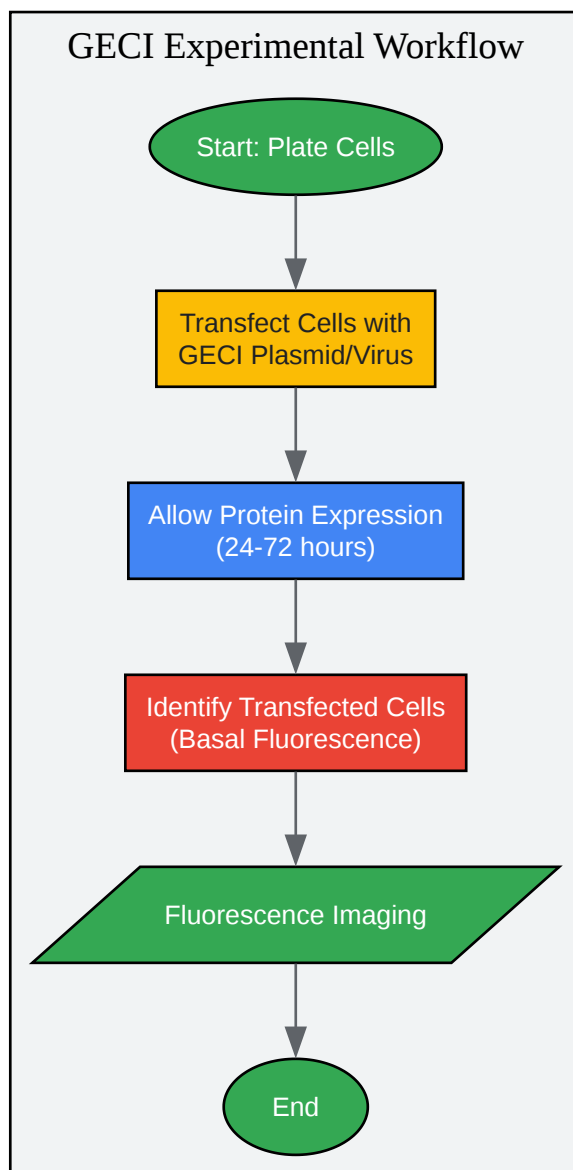 GECI Experimental Workflow
Start: Plate Cells
Transfect Cells with
GECI Plasmid/Virus
Allow Protein Expression
(24-72 hours)
Identify Transfected Cells
(Basal Fluorescence)
Fluorescence Imaging
End